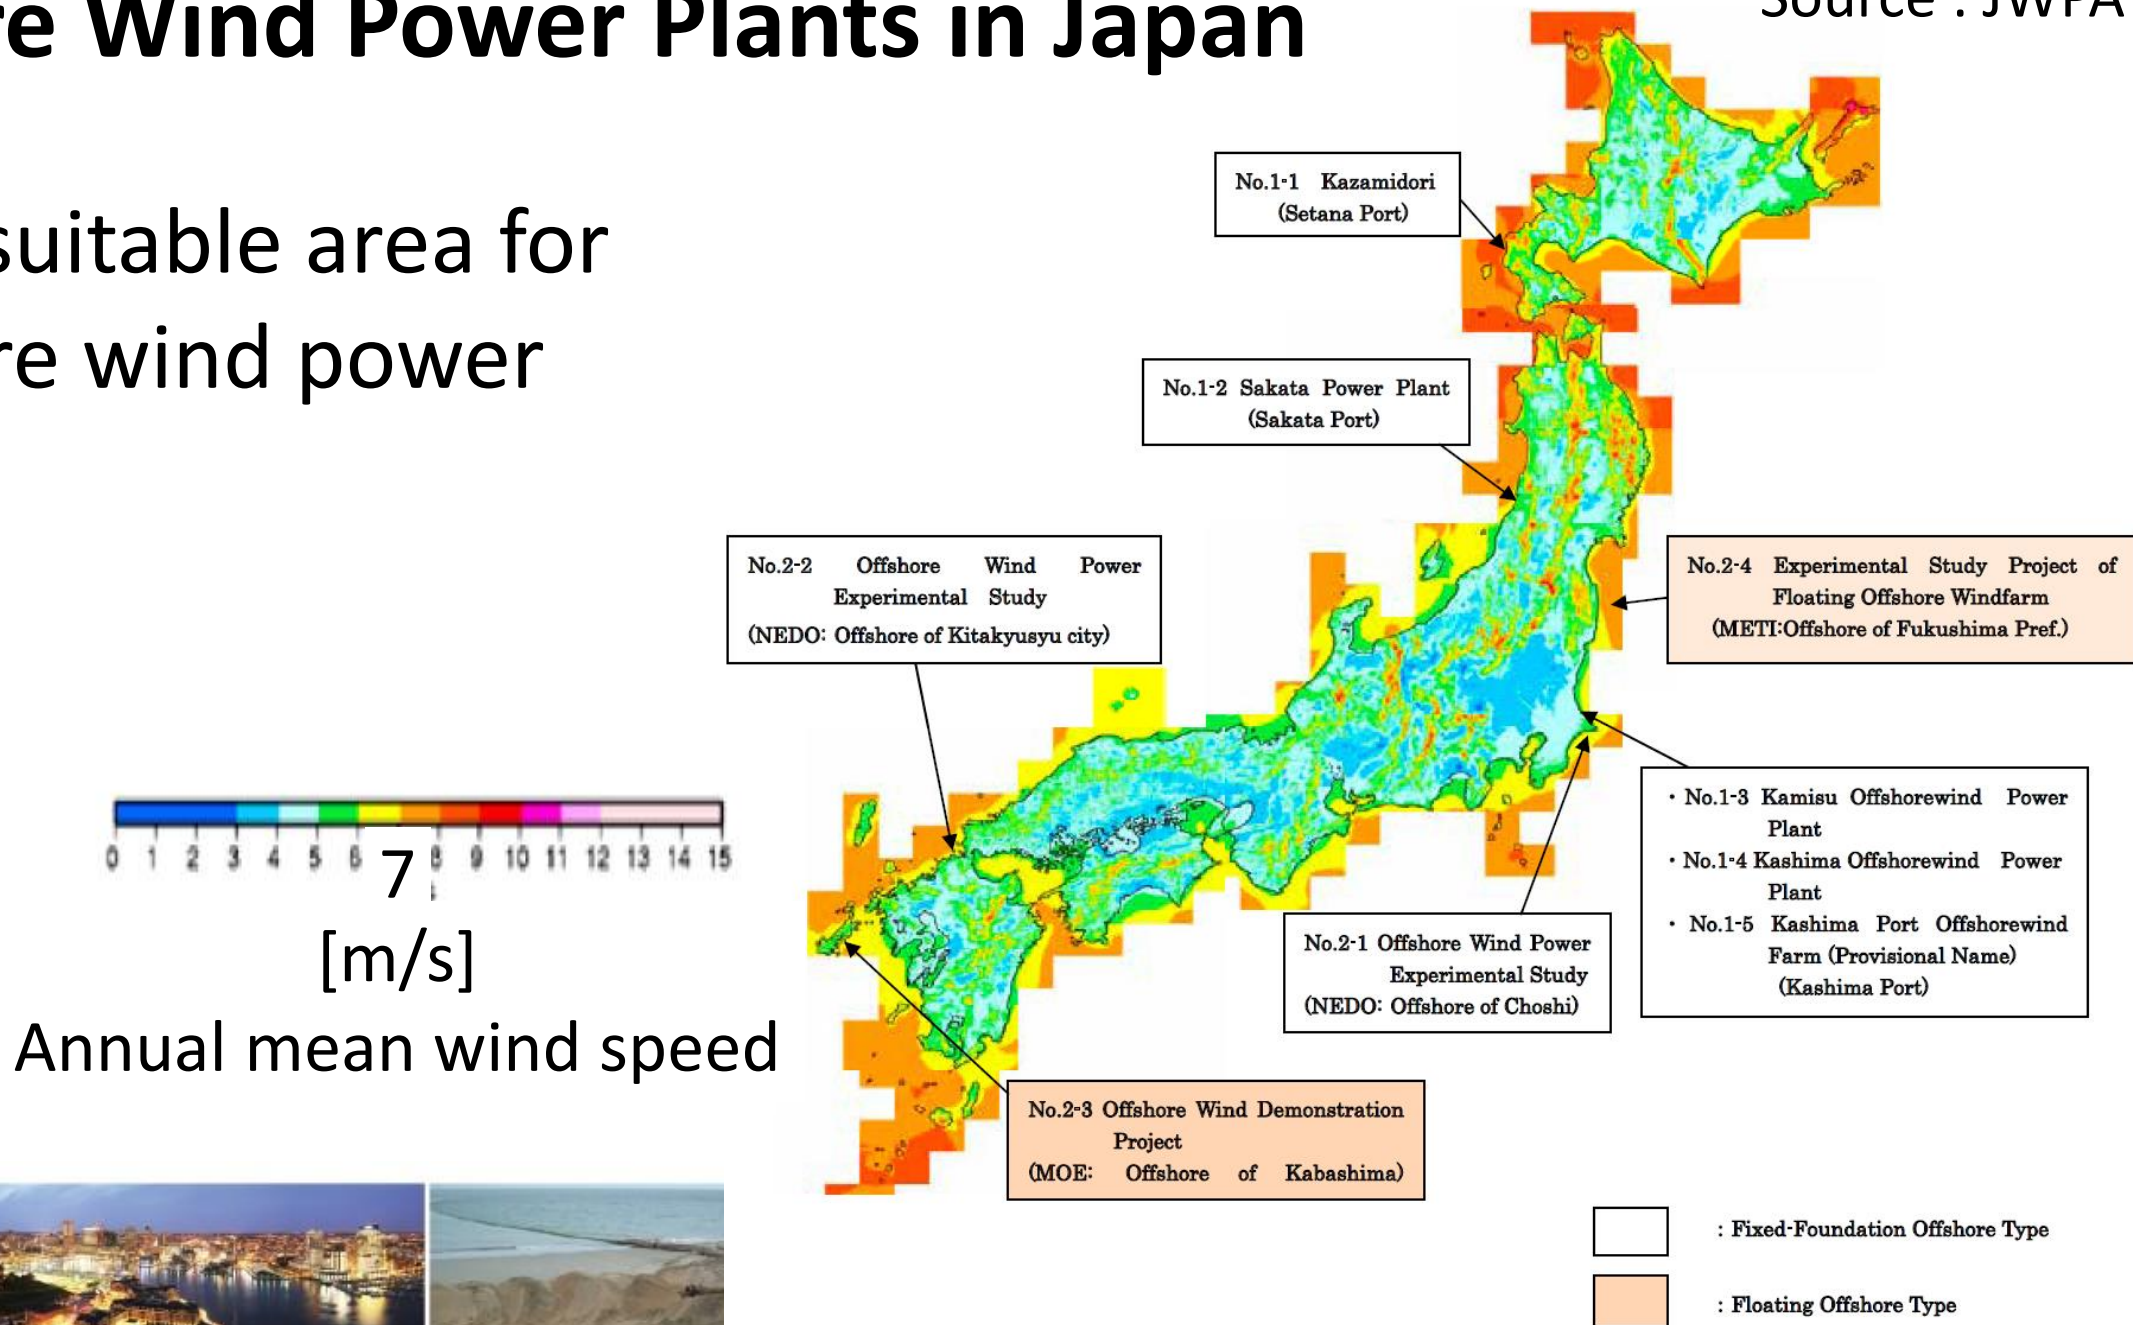 re Wind Power Plants in Japan
Source : JWPA
suitable area for
re wind power
No.1-1 Kazamidori
(Setana Port)
No.1-2 Sakata Power Plant
(Sakata Port)
No.2-2 Offshore Wind Power
Experimental Study
(NEDO: Offshore of Kitakyusyu city)
No.2-4 Experimental Study Project of
Floating Offshore Windfarm
(METI:Offshore of Fukushima Pref.)
・No.1-3 Kamisu Offshorewind Power
Plant
・No.1-4 Kashima Offshorewind Power
Plant
・No.1-5 Kashima Port Offshorewind
Farm (Provisional Name)
(Kashima Port)
0 1 2 3 4 5 6 7 8 9 10 11 12 13 14 15
[m/s]
Annual mean wind speed
No.2-1 Offshore Wind Power
Experimental Study
(NEDO: Offshore of Choshi)
No.2-3 Offshore Wind Demonstration
Project
(MOE: Offshore of Kabashima)
: Fixed-Foundation Offshore Type
: Floating Offshore Type